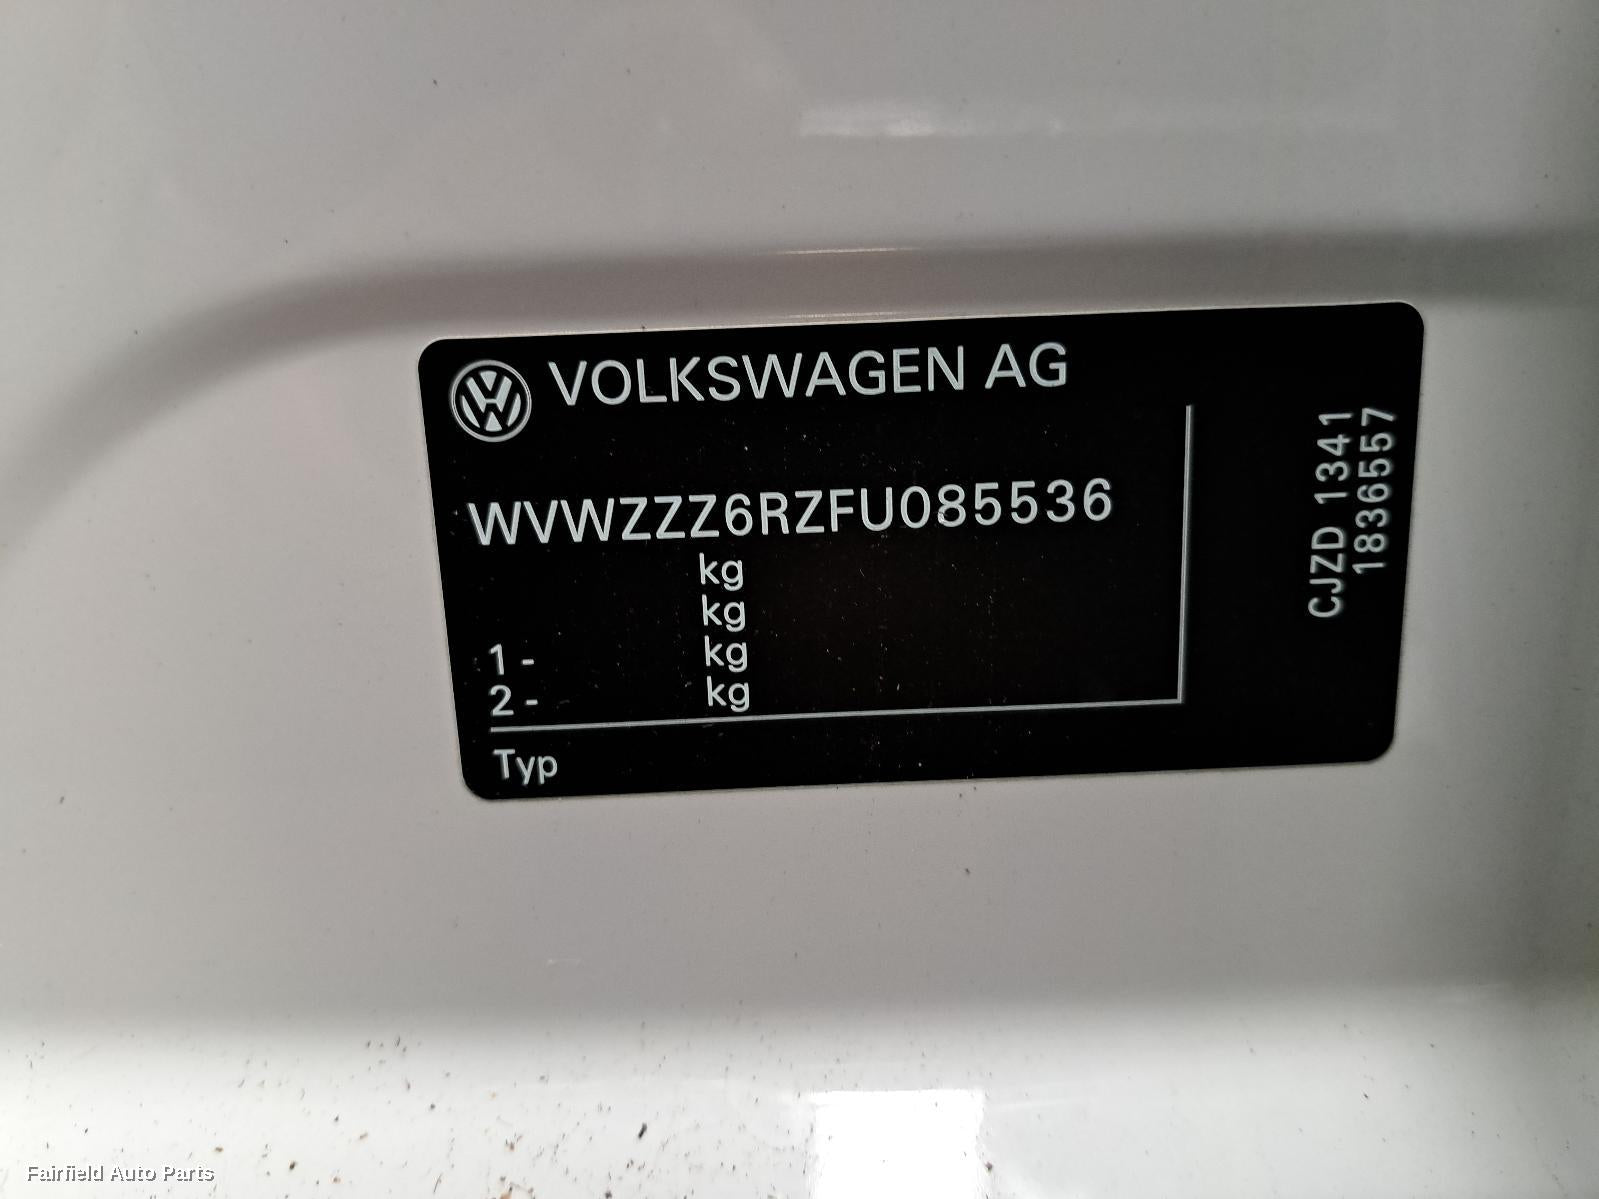 VOLKSWAGEN AG
WVWZZZ6RZFU085536
kg
kg
1- kg
2- kg
Typ
CJZD 1341
1836557
Fairfield Auto Parts